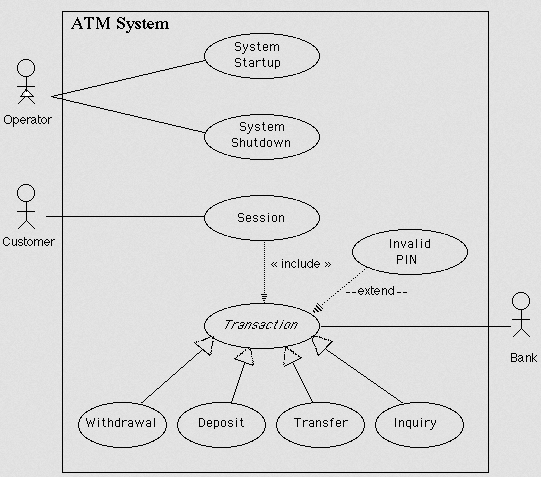 ATM System
System
Startup
Operator
System
Shutdown
Customer
Session
Invalid
PIN
« include »
--extend--
Transaction
Bank
Withdrawal
Deposit
Transfer
Inquiry